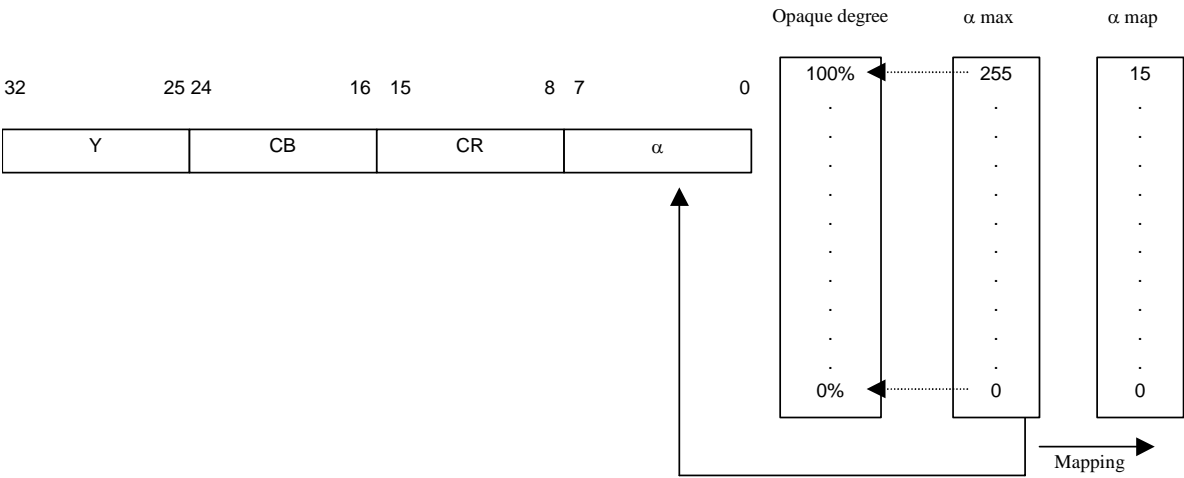 Opaque degree α max α map
32 25 24 16 15 8 7 0
Y CB CR α
100% 255 15
. . .
. . .
. . .
. . .
. . .
. . .
. . .
. . .
. . .
. . .
0% 0 0
Mapping